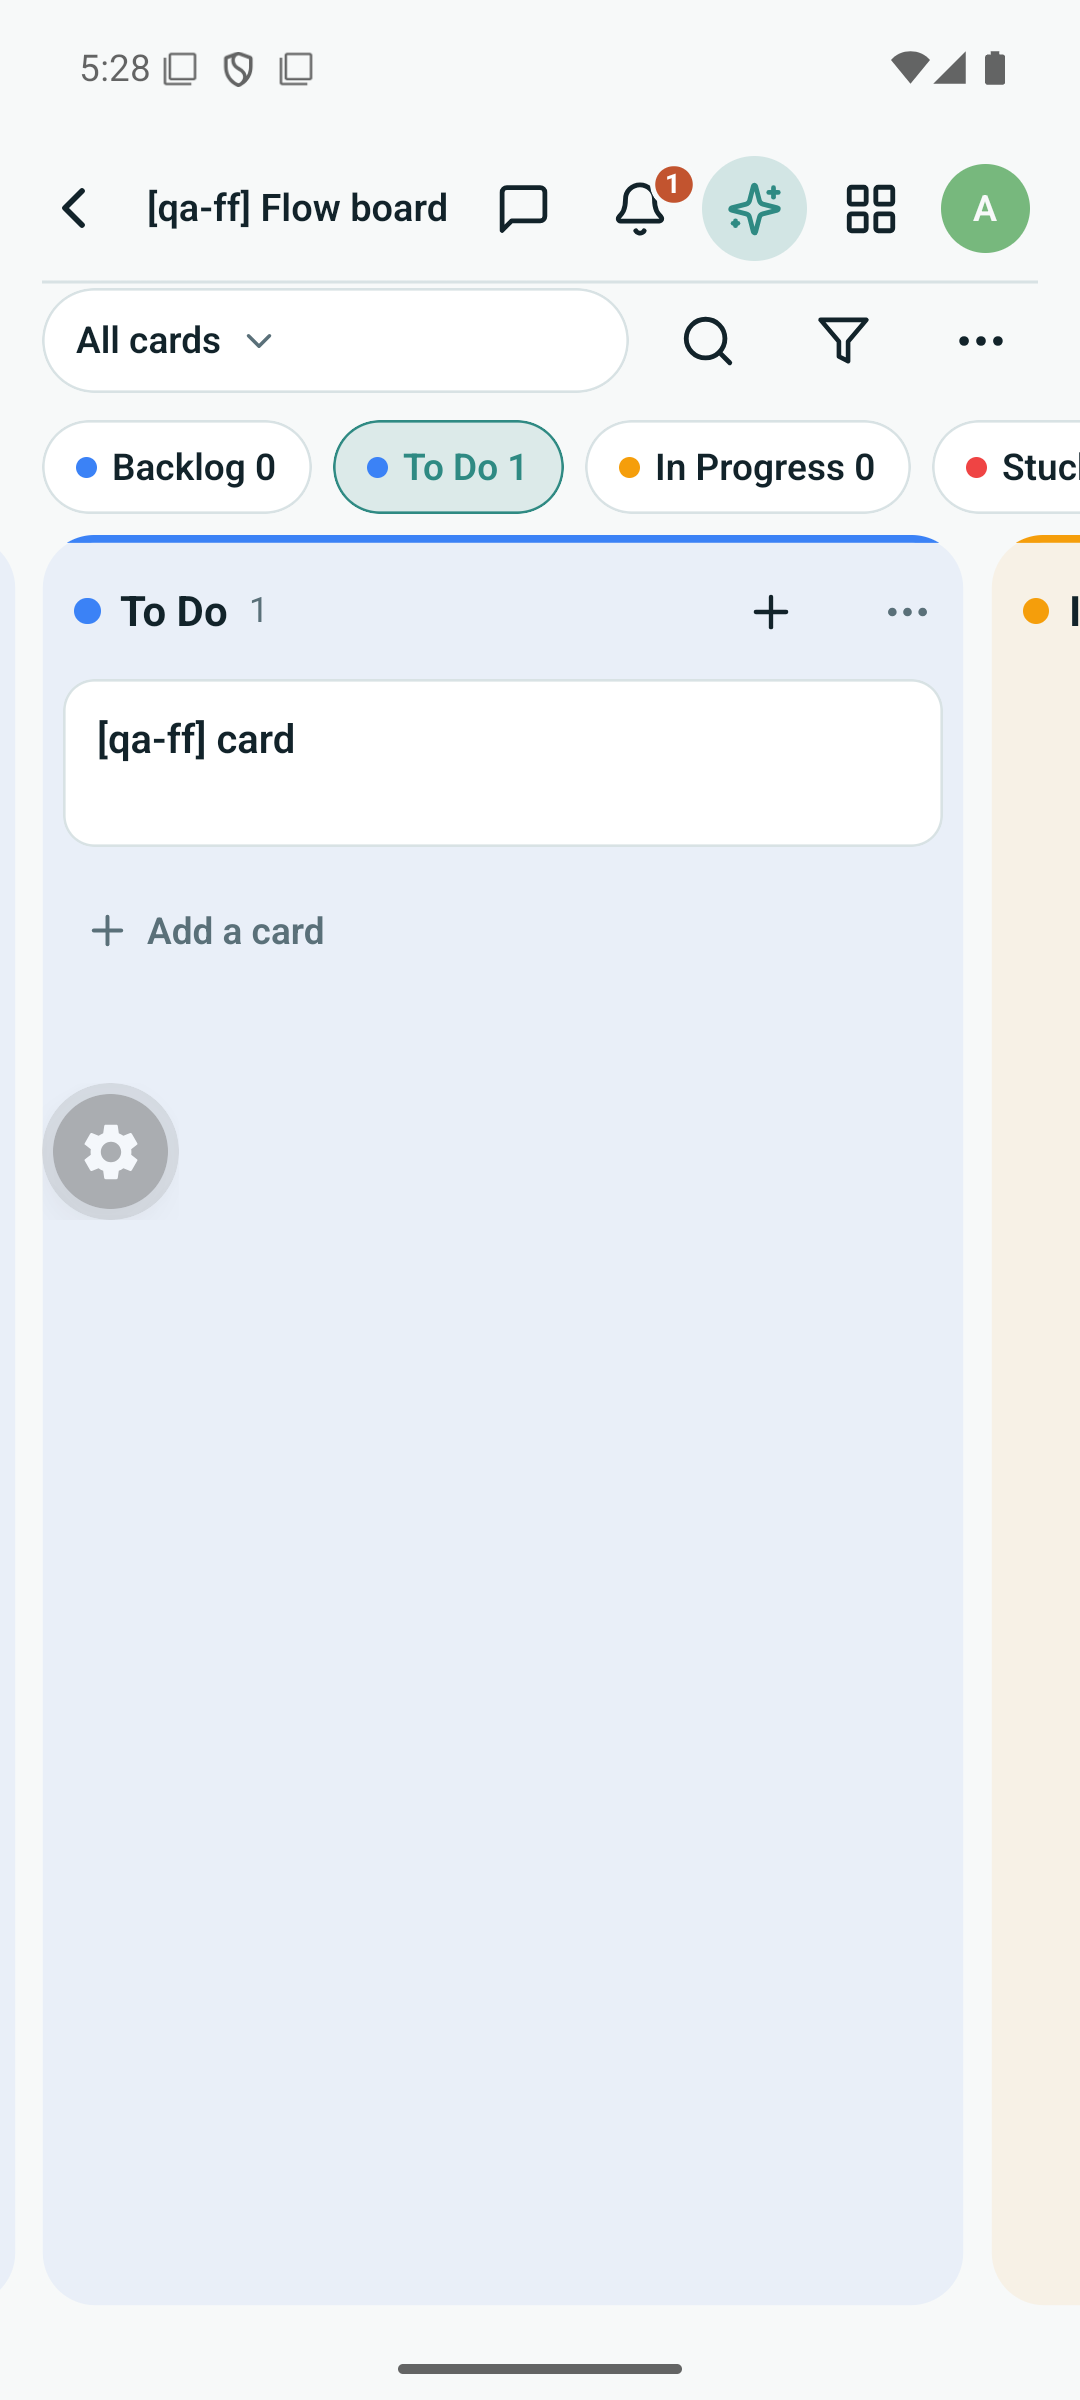 5:28
[qa-ff] Flow board
1
A
All cards
Backlog 0
To Do 1
In Progress 0
To Do 1
[qa-ff] card
Add a card